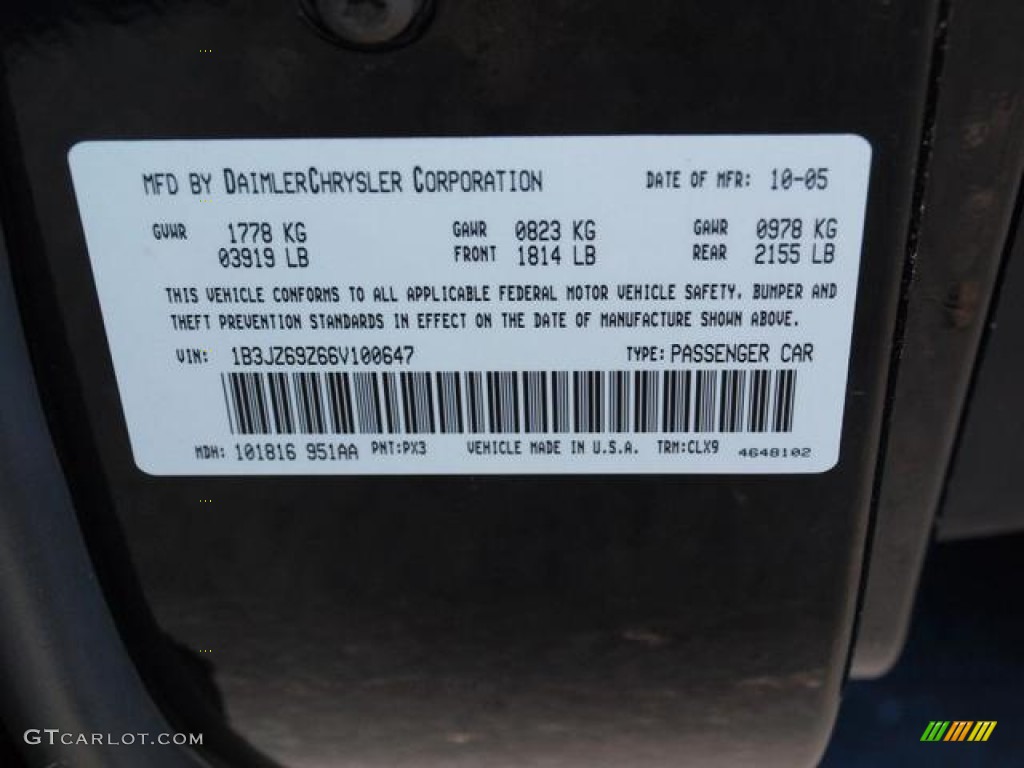 MFD BY DAIMLERCHRYSLER CORPORATION DATE OF MFR: 10-05
GVWR 1778 KG GAWR 0823 KG GAWR 0978 KG
03919 LB FRONT 1814 LB REAR 2155 LB
THIS VEHICLE CONFORMS TO ALL APPLICABLE FEDERAL MOTOR VEHICLE SAFETY, BUMPER AND
THEFT PREVENTION STANDARDS IN EFFECT ON THE DATE OF MANUFACTURE SHOWN ABOVE.
VIN: 1B3JZ69Z66V100647 TYPE: PASSENGER CAR
MDH: 101816 951AA PNT:PX3 VEHICLE MADE IN U.S.A. TRM:CLX9 4648102
GTCARLOT.COM